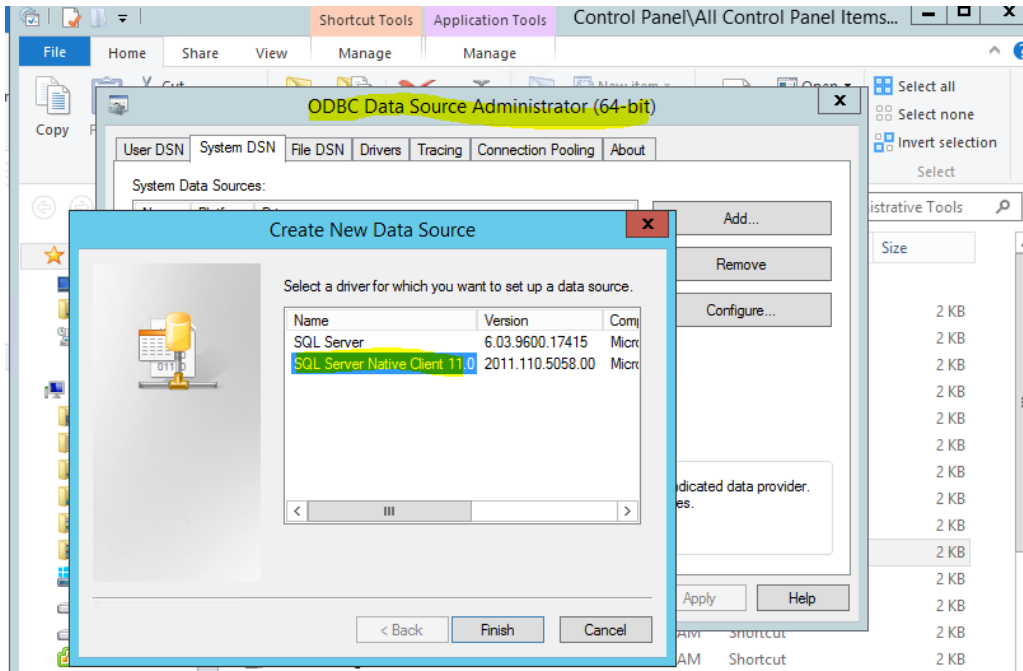 Shortcut Tools
Application Tools
Control Panel\All Control Panel Items...
File
Home
Share
View
Manage
Manage
Copy
Cut
New item
Open
Select all
Select none
Invert selection
Select
ODBC Data Source Administrator (64-bit)
User DSN
System DSN
File DSN
Drivers
Tracing
Connection Pooling
About
System Data Sources:
Add...
Remove
Configure...
Tools
Size
Create New Data Source
Select a driver for which you want to set up a data source.
Name Version
SQL Server 6.03.9600.17415
SQL Server Native Client 11.0 2011.110.5058.00
data provider.
< Back
Finish
Cancel
Apply
Help
2 KB
2 KB
2 KB
2 KB
2 KB
2 KB
2 KB
2 KB
2 KB
2 KB
2 KB
2 KB
Shortcut 2 KB
AM Shortcut 2 KB